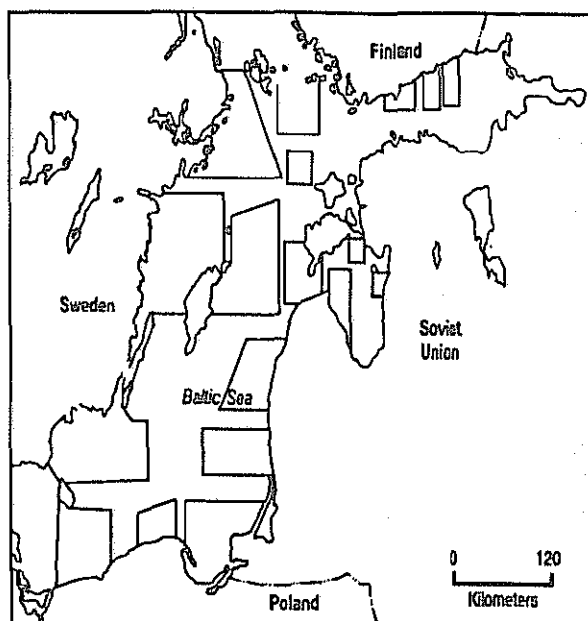 Finland
Sweden
Soviet
Union
Baltic Sea
0 120
Kilometers
Poland